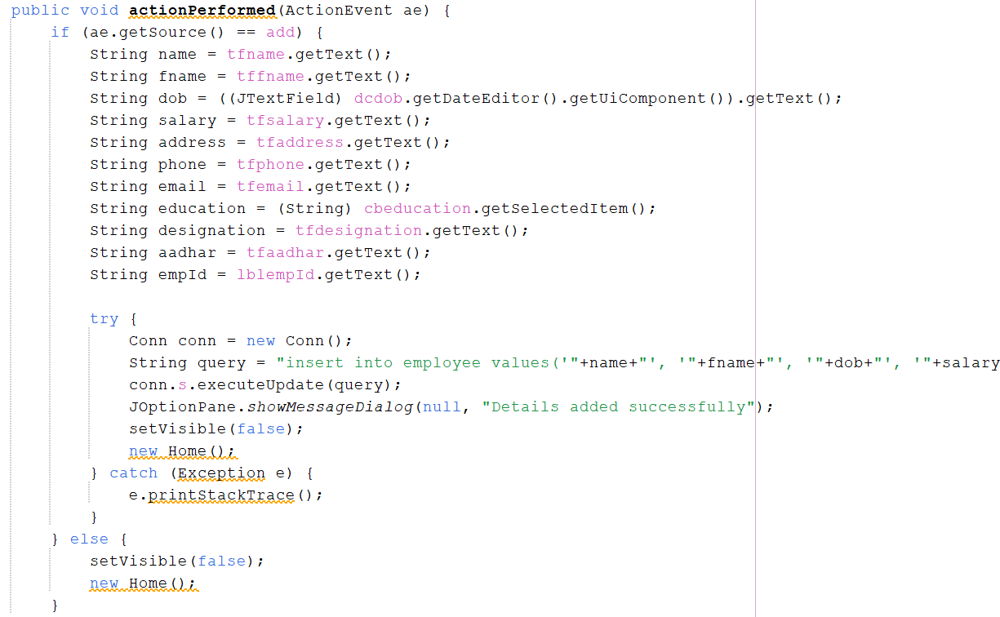 public void actionPerformed(ActionEvent ae) {
    if (ae.getSource() == add) {
        String name = tfname.getText();
        String fname = tffname.getText();
        String dob = ((JTextField) dcdob.getDateEditor().getUiComponent()).getText();
        String salary = tfsalary.getText();
        String address = tfaddress.getText();
        String phone = tfphone.getText();
        String email = tfemail.getText();
        String education = (String) cbeducation.getSelectedItem();
        String designation = tfdesignation.getText();
        String aadhar = tfaadhar.getText();
        String empId = lblempId.getText();

        try {
            Conn conn = new Conn();
            String query = "insert into employee values('"+name+"', '"+fname+"', '"+dob+"', '"+salary
            conn.s.executeUpdate(query);
            JOptionPane.showMessageDialog(null, "Details added successfully");
            setVisible(false);
            new Home();
        } catch (Exception e) {
            e.printStackTrace();
        }
    } else {
        setVisible(false);
        new Home();
    }